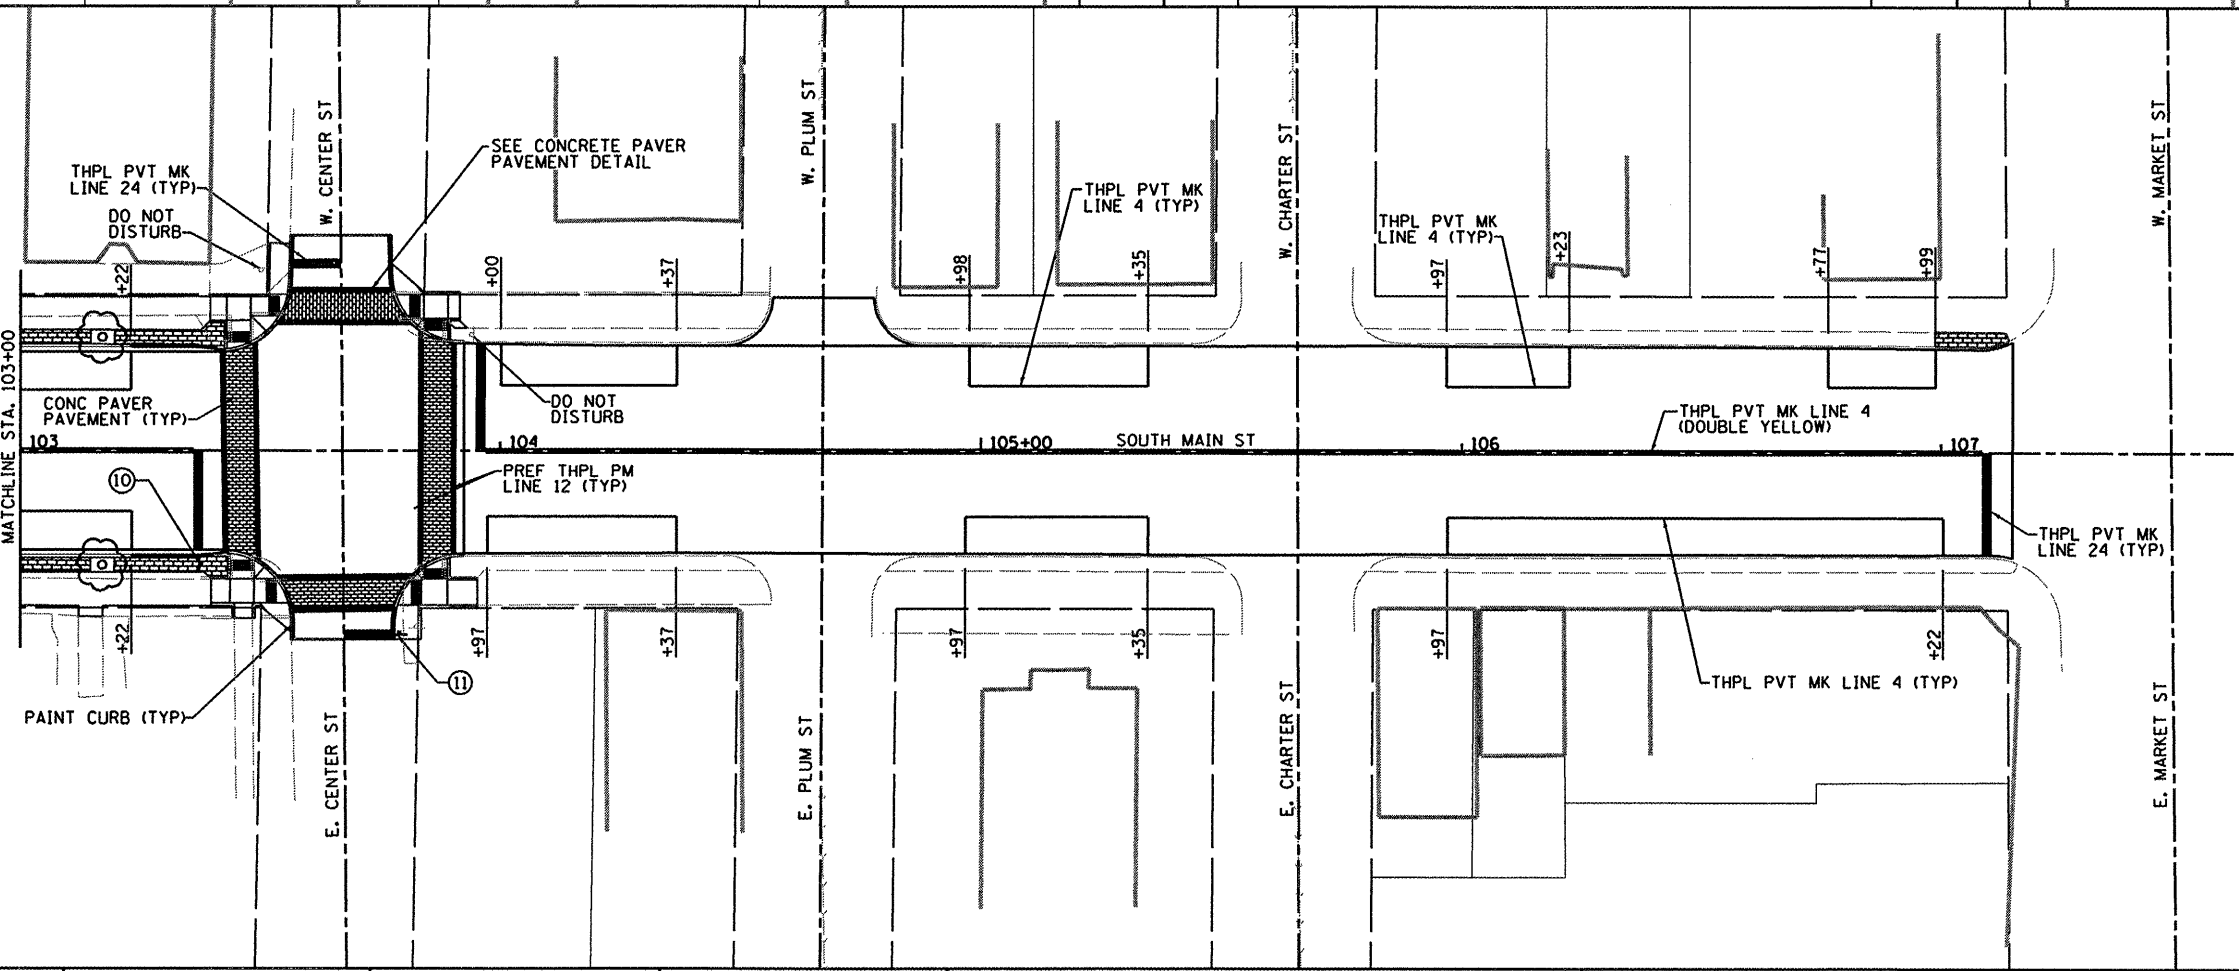 W. CENTER ST
W. PLUM ST
W. CHARTER ST
W. MARKET ST
SEE CONCRETE PAVER
PAVEMENT DETAIL
THPL PVT MK
LINE 24 (TYP)
DO NOT
DISTURB
THPL PVT MK
LINE 4 (TYP)
THPL PVT MK
LINE 4 (TYP)
+22
+00
+37
+98
+35
+97
+23
+77
+99
MATCHLINE STA. 103+00
CONC PAVER
PAVEMENT (TYP)
DO NOT
DISTURB
THPL PVT MK LINE 4
(DOUBLE YELLOW)
103
104
105+00
SOUTH MAIN ST
106
107
10
PREF THPL PM
LINE 12 (TYP)
THPL PVT MK
LINE 24 (TYP)
+22
+97
+37
+97
+35
+97
+22
11
THPL PVT MK LINE 4 (TYP)
PAINT CURB (TYP)
E. CENTER ST
E. PLUM ST
E. CHARTER ST
E. MARKET ST